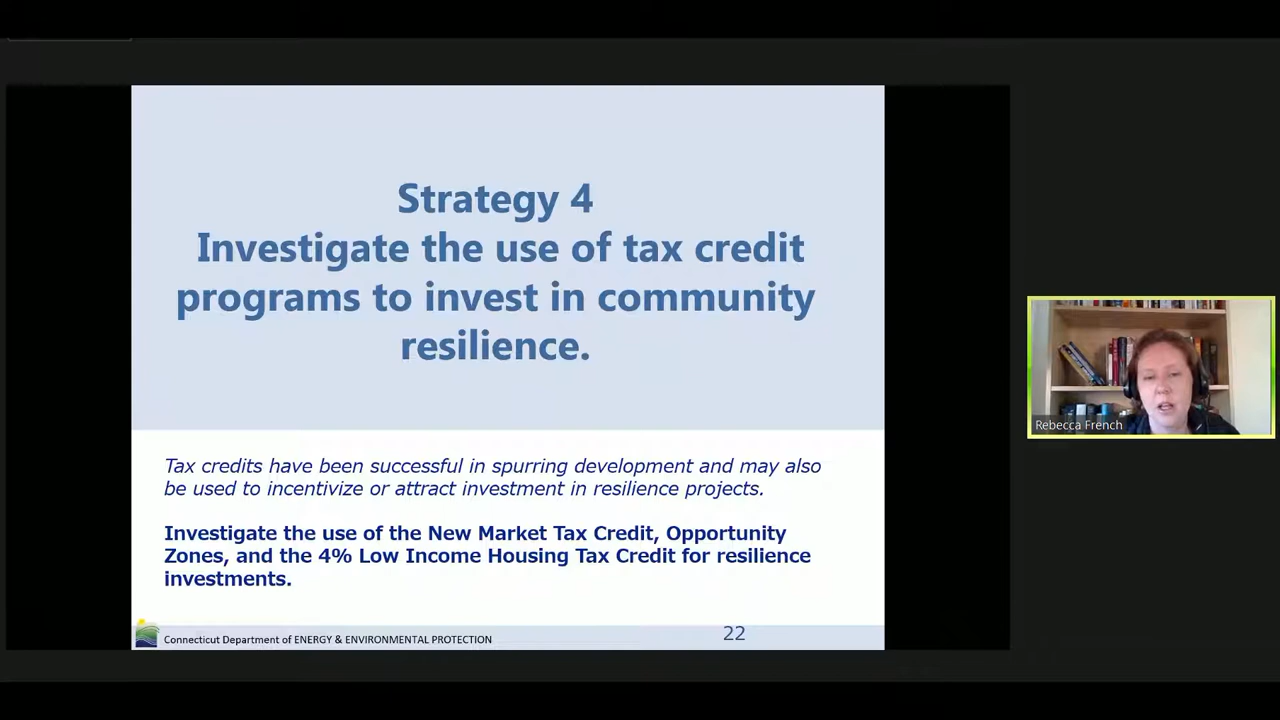 Strategy 4
Investigate the use of tax credit
programs to invest in community
resilience.
Tax credits have been successful in spurring development and may also
be used to incentivize or attract investment in resilience projects.
Investigate the use of the New Market Tax Credit, Opportunity
Zones, and the 4% Low Income Housing Tax Credit for resilience
investments.
Connecticut Department of ENERGY & ENVIRONMENTAL PROTECTION
22
Rebecca French